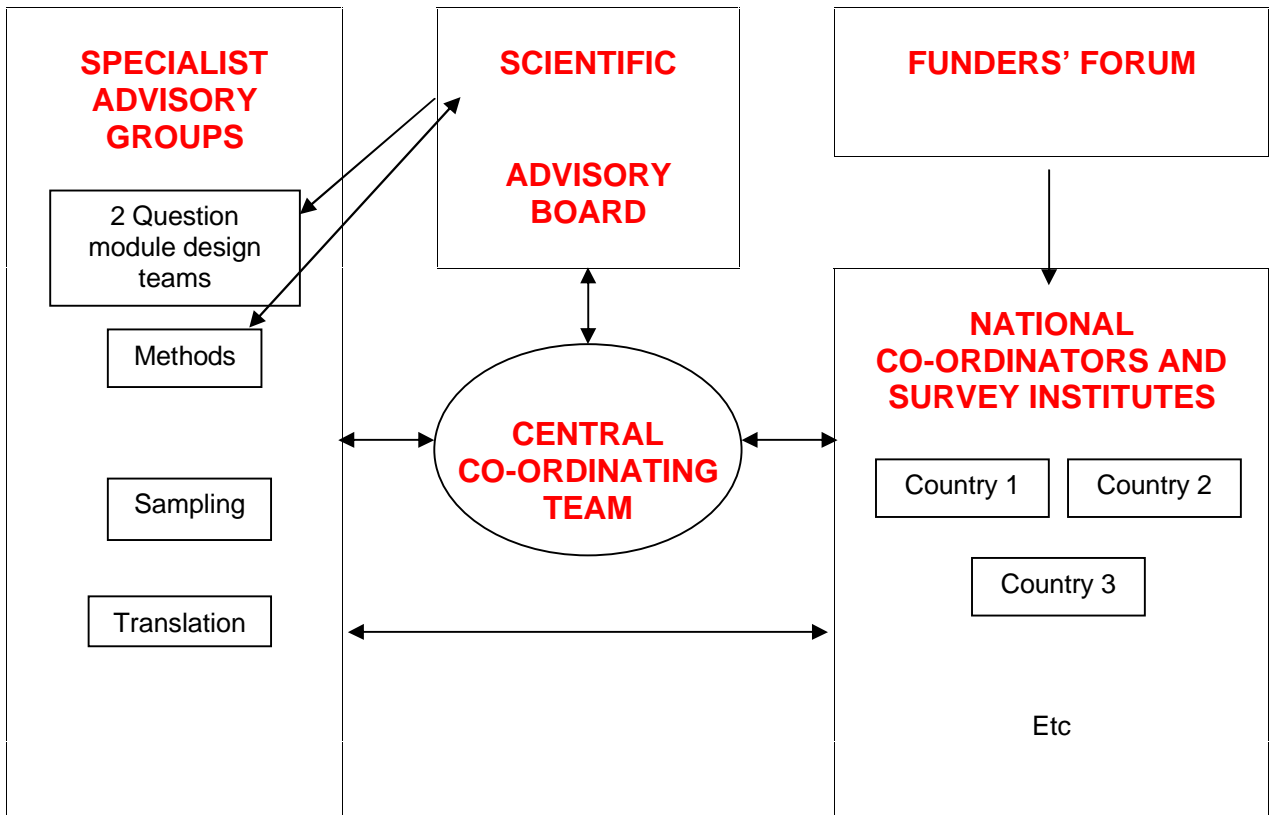 SPECIALIST
ADVISORY
GROUPS
2 Question
module design
teams
Methods
Sampling
Translation
SCIENTIFIC
ADVISORY
BOARD
CENTRAL
CO-ORDINATING
TEAM
FUNDERS’ FORUM
NATIONAL
CO-ORDINATORS AND
SURVEY INSTITUTES
Country 1
Country 2
Country 3
Etc